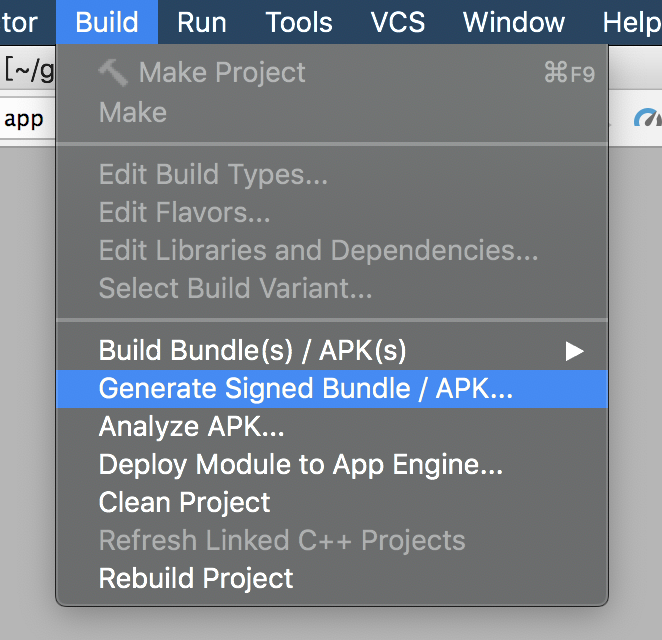 tor Build Run Tools VCS Window Help
[~/g
app
Make Project ⌘F9
Make
Edit Build Types...
Edit Flavors...
Edit Libraries and Dependencies...
Select Build Variant...
Build Bundle(s) / APK(s)
Generate Signed Bundle / APK...
Analyze APK...
Deploy Module to App Engine...
Clean Project
Refresh Linked C++ Projects
Rebuild Project